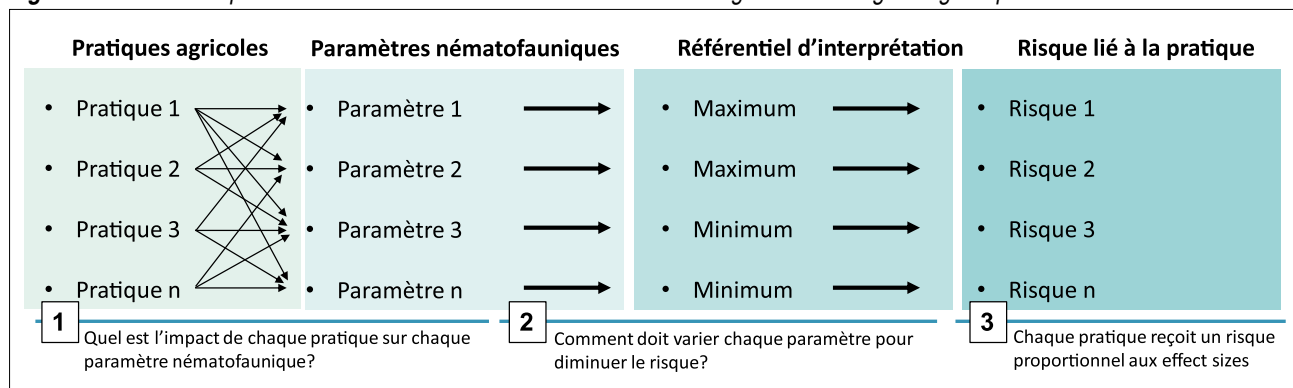 Pratiques agricoles
Paramètres nématofauniques
Référentiel d'interprétation
Risque lié à la pratique
• Pratique 1
• Paramètre 1
• Maximum
• Risque 1
• Pratique 2
• Paramètre 2
• Maximum
• Risque 2
• Pratique 3
• Paramètre 3
• Minimum
• Risque 3
• Pratique n
• Paramètre n
• Minimum
• Risque n
1
Quel est l'impact de chaque pratique sur chaque
paramètre nématofaunique?
2
Comment doit varier chaque paramètre pour
diminuer le risque?
3
Chaque pratique reçoit un risque
proportionnel aux effect sizes